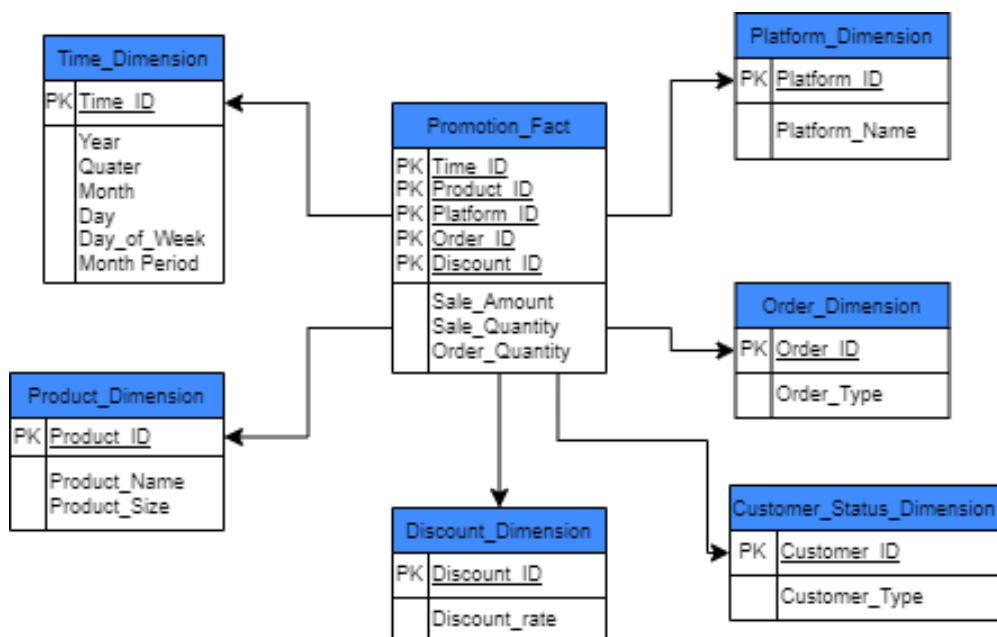 Time_Dimension
PK Time_ID
Year
Quater
Month
Day
Day_of_Week
Month Period
Promotion_Fact
PK Time_ID
PK Product_ID
PK Platform_ID
PK Order_ID
PK Discount_ID
Sale_Amount
Sale_Quantity
Order_Quantity
Platform_Dimension
PK Platform_ID
Platform_Name
Order_Dimension
PK Order_ID
Order_Type
Product_Dimension
PK Product_ID
Product_Name
Product_Size
Discount_Dimension
PK Discount_ID
Discount_rate
Customer_Status_Dimension
PK Customer_ID
Customer_Type